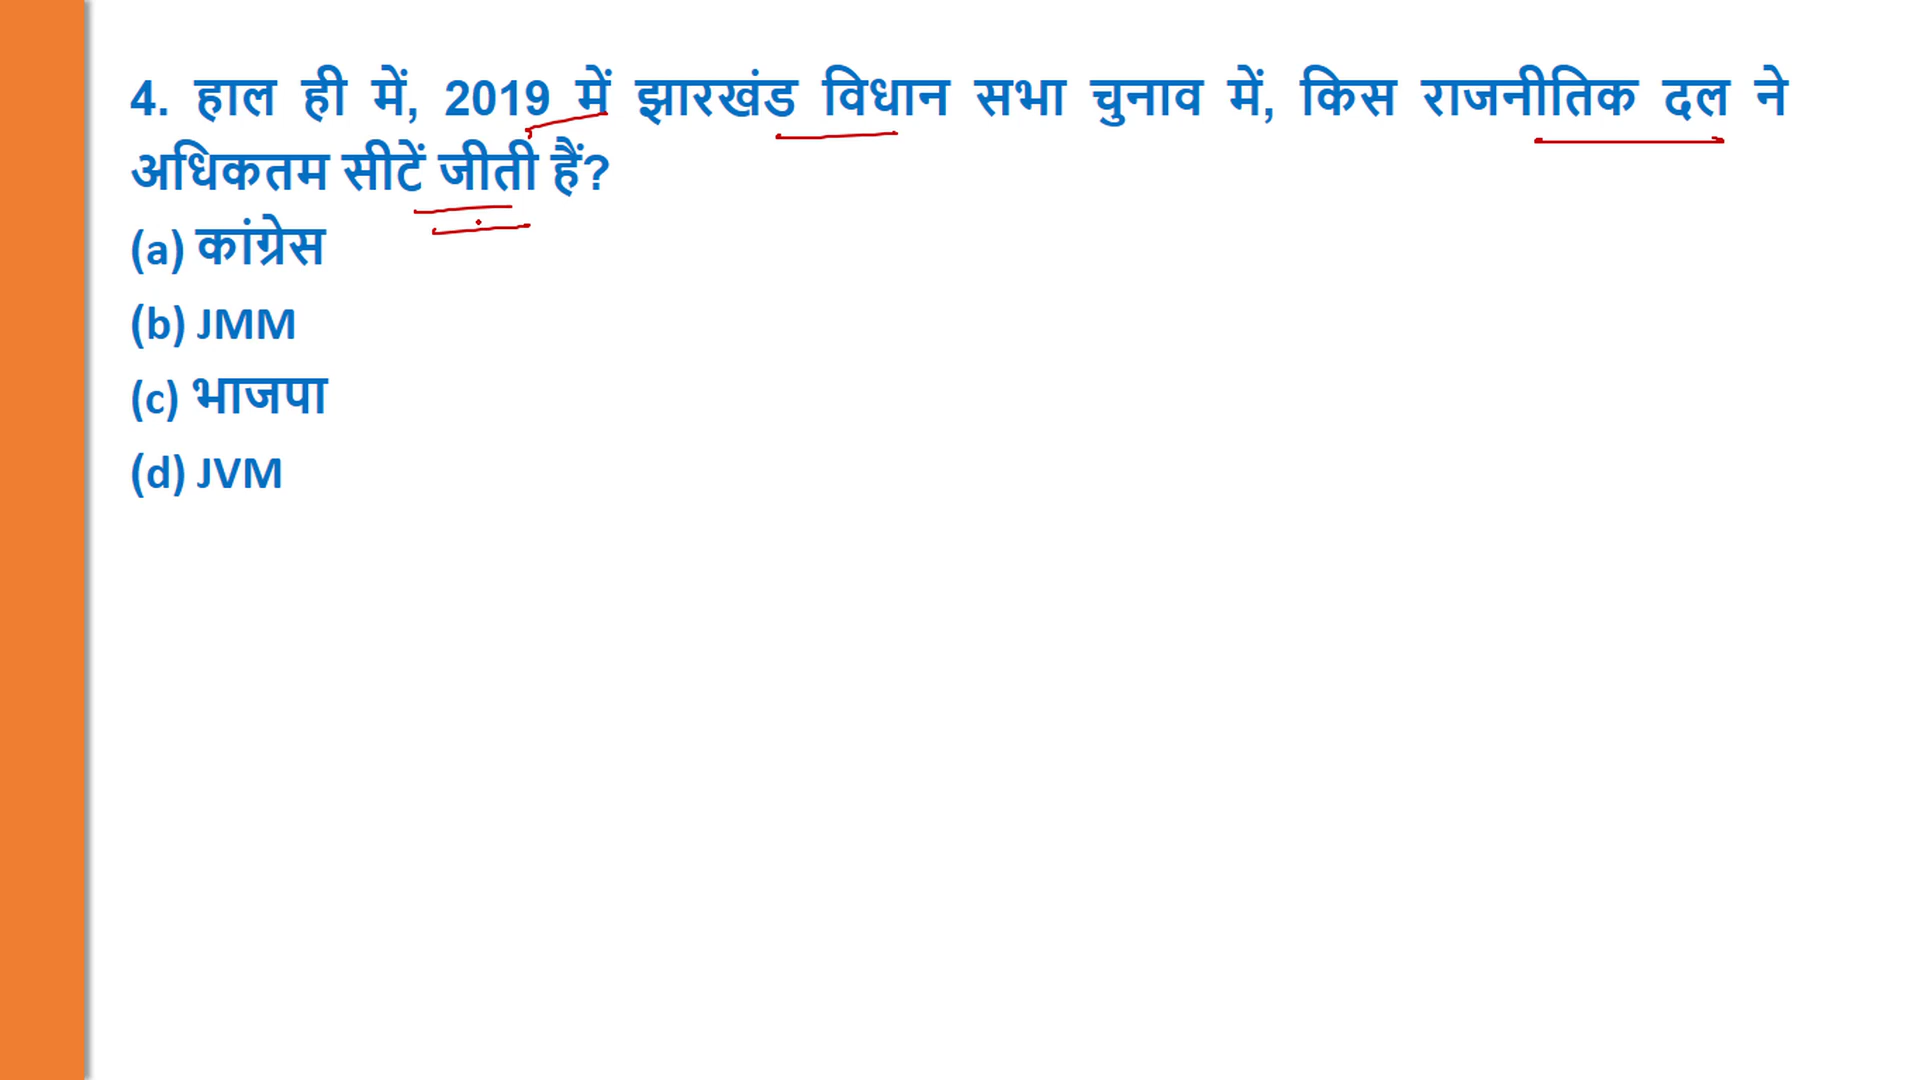 4. हाल ही में, 2019 में झारखंड विधान सभा चुनाव में, किस राजनीतिक दल ने
अधिकतम सीटें जीती हैं?
(a) कांग्रेस
(b) JMM
(c) भाजपा
(d) JVM